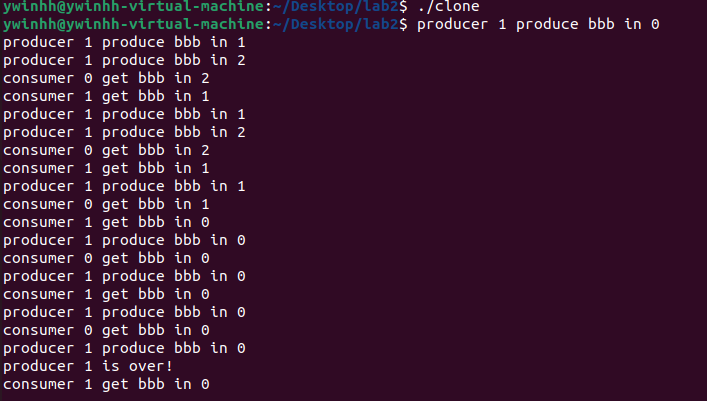 ywinhh@ywinhh-virtual-machine:~/Desktop/lab2$ ./clone
ywinhh@ywinhh-virtual-machine:~/Desktop/lab2$ producer 1 produce bbb in 0
producer 1 produce bbb in 1
producer 1 produce bbb in 2
consumer 0 get bbb in 2
consumer 1 get bbb in 1
producer 1 produce bbb in 1
producer 1 produce bbb in 2
consumer 0 get bbb in 2
consumer 1 get bbb in 1
producer 1 produce bbb in 1
consumer 0 get bbb in 1
consumer 1 get bbb in 0
producer 1 produce bbb in 0
consumer 0 get bbb in 0
producer 1 produce bbb in 0
consumer 1 get bbb in 0
producer 1 produce bbb in 0
consumer 0 get bbb in 0
producer 1 produce bbb in 0
producer 1 is over!
consumer 1 get bbb in 0